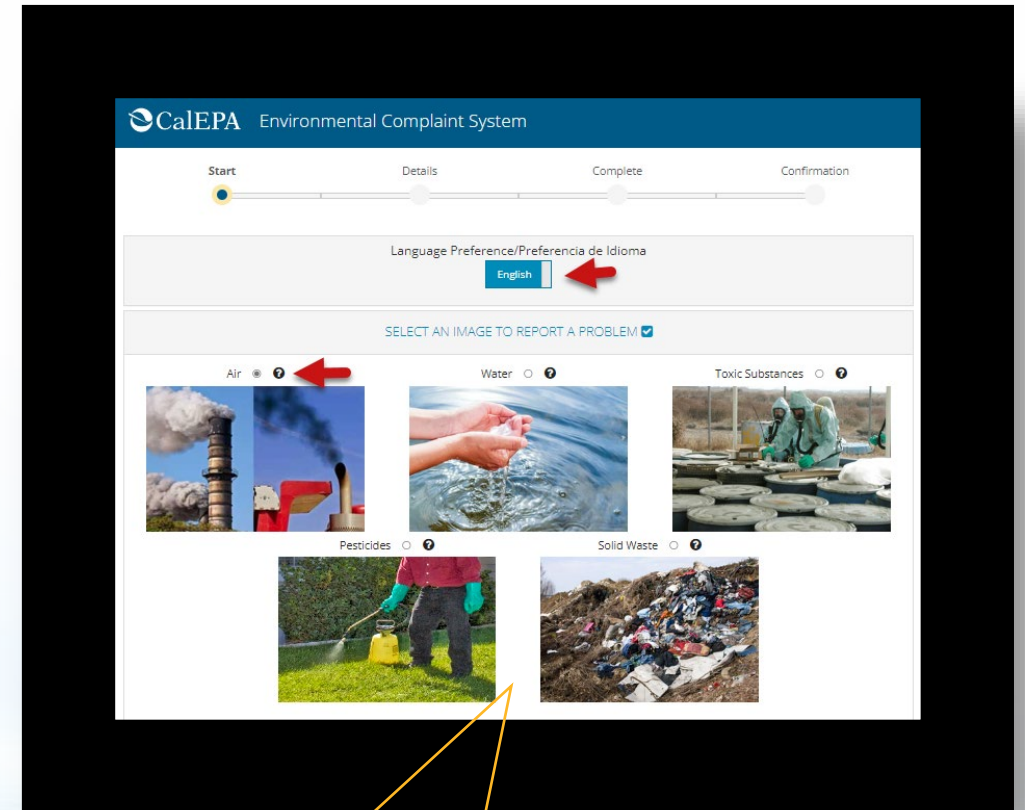 CalEPA Environmental Complaint System
Start Details Complete Confirmation
Language Preference/Preferencia de Idioma
English
SELECT AN IMAGE TO REPORT A PROBLEM
Air Water Toxic Substances
Pesticides Solid Waste